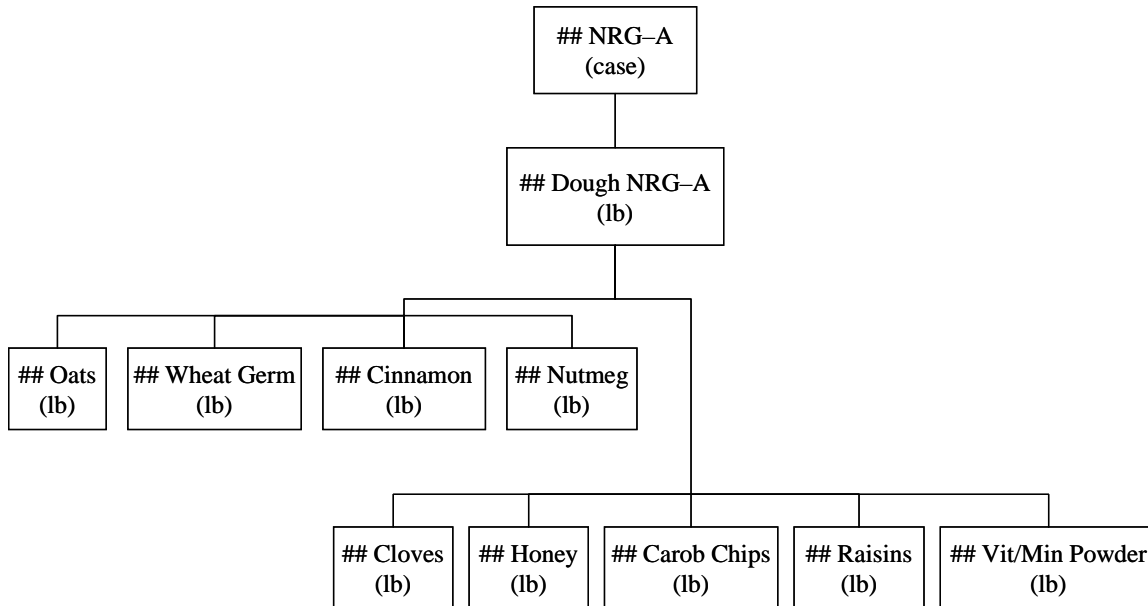 ## NRG–A
(case)
## Dough NRG–A
(lb)
## Oats
(lb)
## Wheat Germ
(lb)
## Cinnamon
(lb)
## Nutmeg
(lb)
## Cloves
(lb)
## Honey
(lb)
## Carob Chips
(lb)
## Raisins
(lb)
## Vit/Min Powder
(lb)